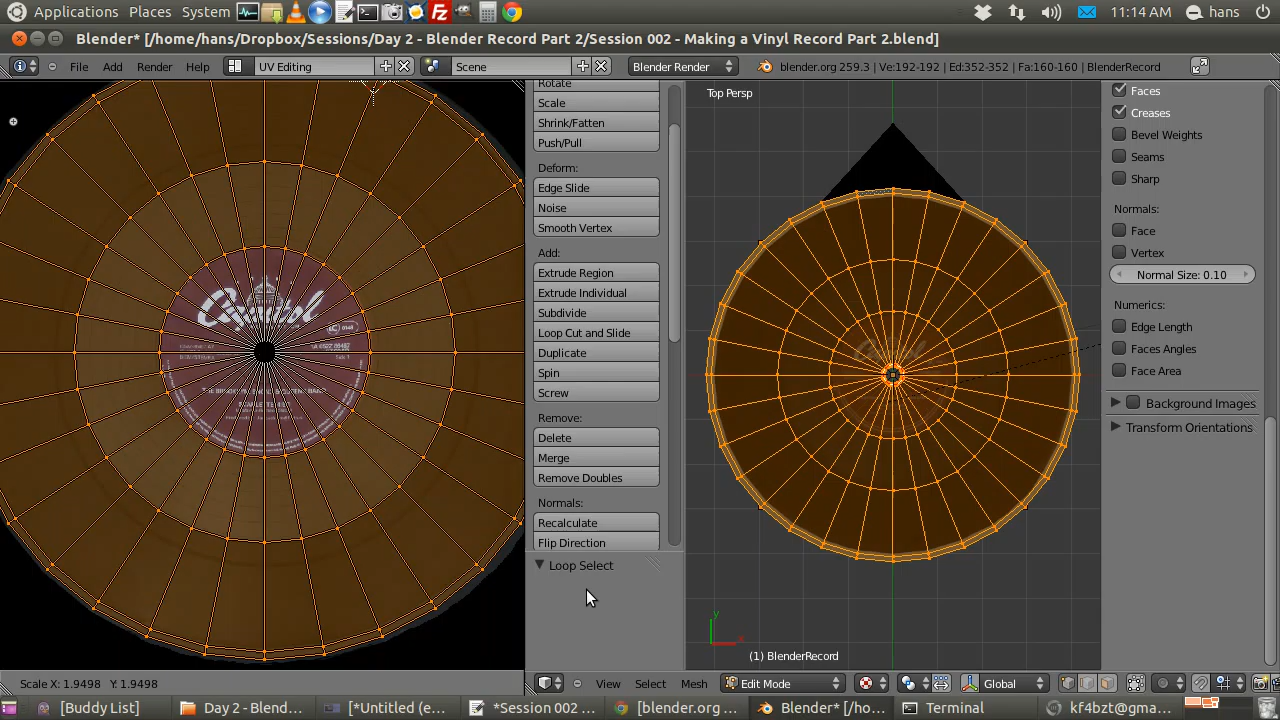 Applications Places System 11:14 AM hans
Blender* [/home/hans/Dropbox/Sessions/Day 2 - Blender Record Part 2/Session 002 - Making a Vinyl Record Part 2.blend]
File Add Render Help UV Editing Scene Blender Render blender.org 259.3 | Ve:192-192 | Ed:352-352 | Fa:160-160 | BlenderRecord
Rotate
Scale
Shrink/Fatten
Push/Pull
Deform:
Edge Slide
Noise
Smooth Vertex
Add:
Extrude Region
Extrude Individual
Subdivide
Loop Cut and Slide
Duplicate
Spin
Screw
Remove:
Delete
Merge
Remove Doubles
Normals:
Recalculate
Flip Direction
Loop Select
Capitol
Top Persp
y
x
(1) BlenderRecord
Faces
Creases
Bevel Weights
Seams
Sharp
Normals:
Face
Vertex
Normal Size: 0.10
Numerics:
Edge Length
Faces Angles
Face Area
Background Images
Transform Orientations
Scale X: 1.9498 Y: 1.9498
View Select Mesh Edit Mode Global
[Buddy List] Day 2 - Blend... [*Untitled (e... *Session 002 ... [blender.org ... Blender* [/ho... Terminal kf4bzt@gma...